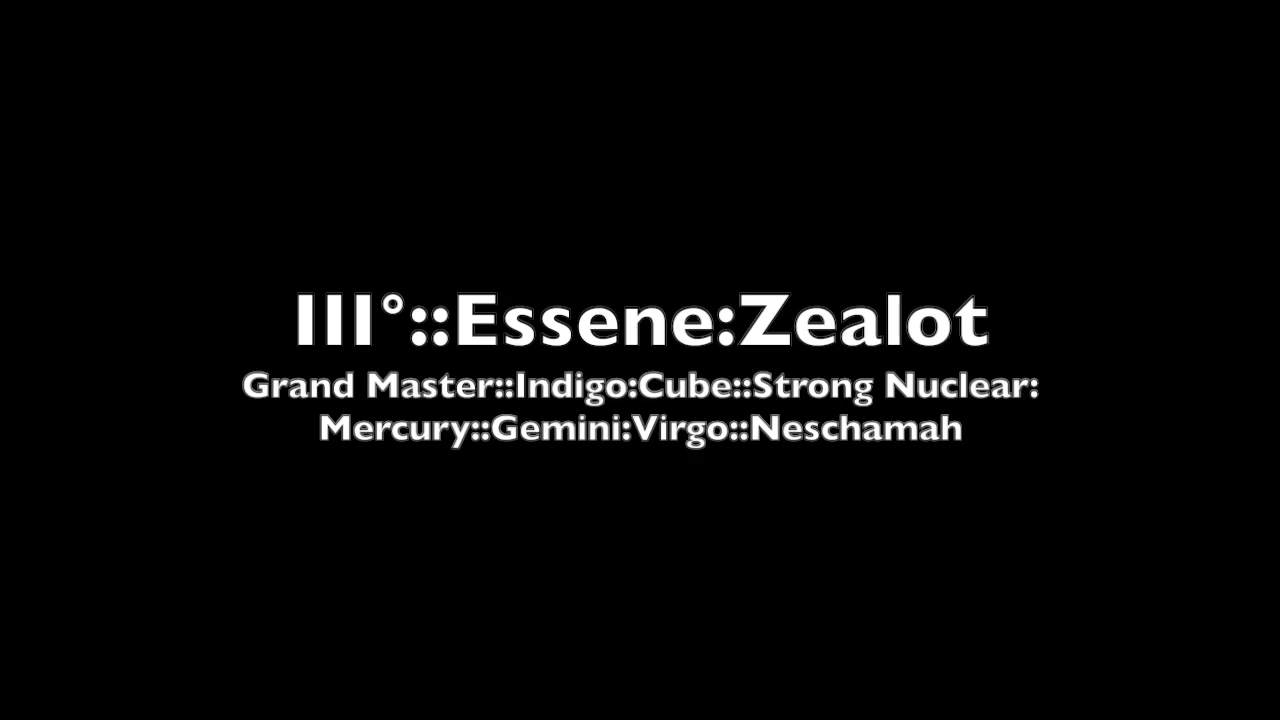 III°::Essene:Zealot
Grand Master::Indigo:Cube::Strong Nuclear:
Mercury::Gemini:Virgo::Neschamah